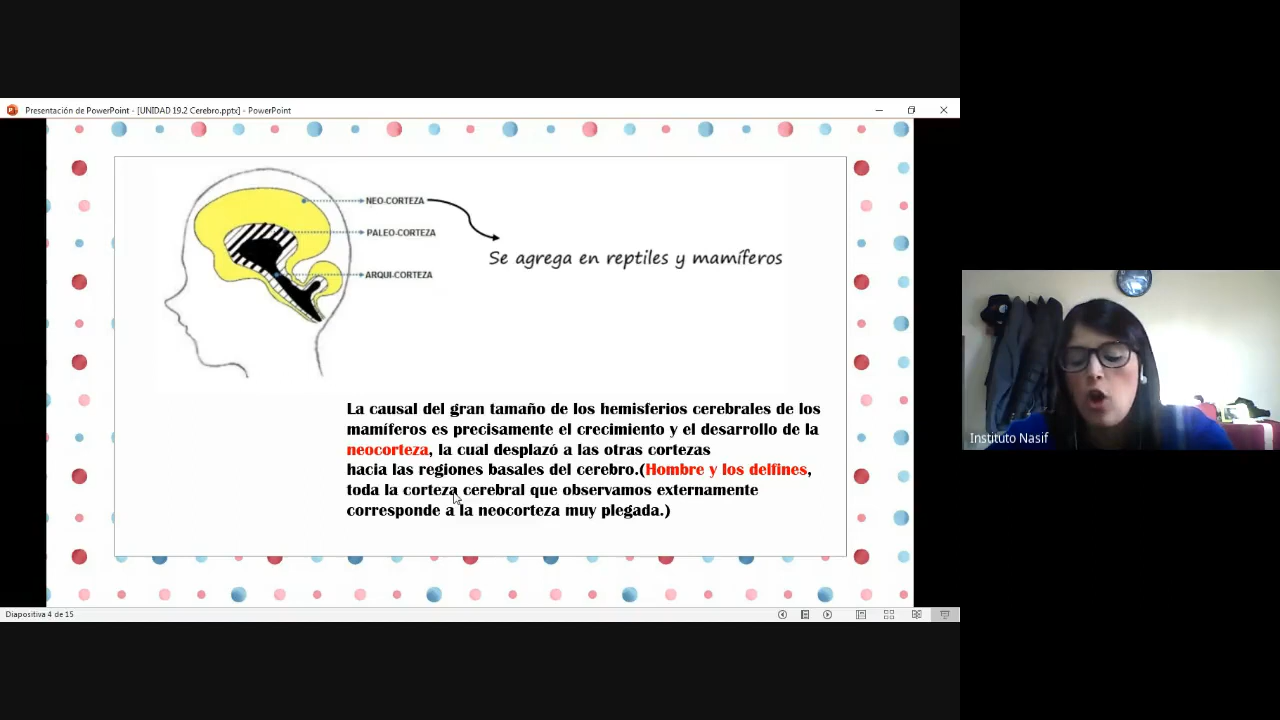 Presentación de PowerPoint - [UNIDAD 19.2 Cerebro.pptx] - PowerPoint
NEO-CORTEZA
PALEO-CORTEZA
Se agrega en reptiles y mamíferos
ARQUI-CORTEZA
La causal del gran tamaño de los hemisferios cerebrales de los
mamíferos es precisamente el crecimiento y el desarrollo de la
neocorteza, la cual desplazó a las otras cortezas
hacia las regiones basales del cerebro.(Hombre y los delfines,
toda la corteza cerebral que observamos externamente
corresponde a la neocorteza muy plegada.)
Instituto Nasif
Diapositiva 4 de 15